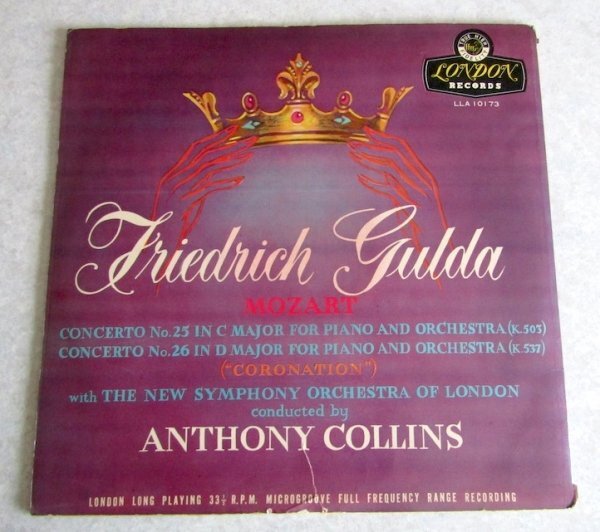 LONDON
RECORDS
LLA 10173
Friedrich Gulda
MOZART
CONCERTO No. 25 IN C MAJOR FOR PIANO AND ORCHESTRA (K.503)
CONCERTO No. 26 IN D MAJOR FOR PIANO AND ORCHESTRA (K.537)
("CORONATION")
with THE NEW SYMPHONY ORCHESTRA OF LONDON
conducted by
ANTHONY COLLINS
LONDON LONG PLAYING 33⅓ R.P.M. MICROGROOVE FULL FREQUENCY RANGE RECORDING